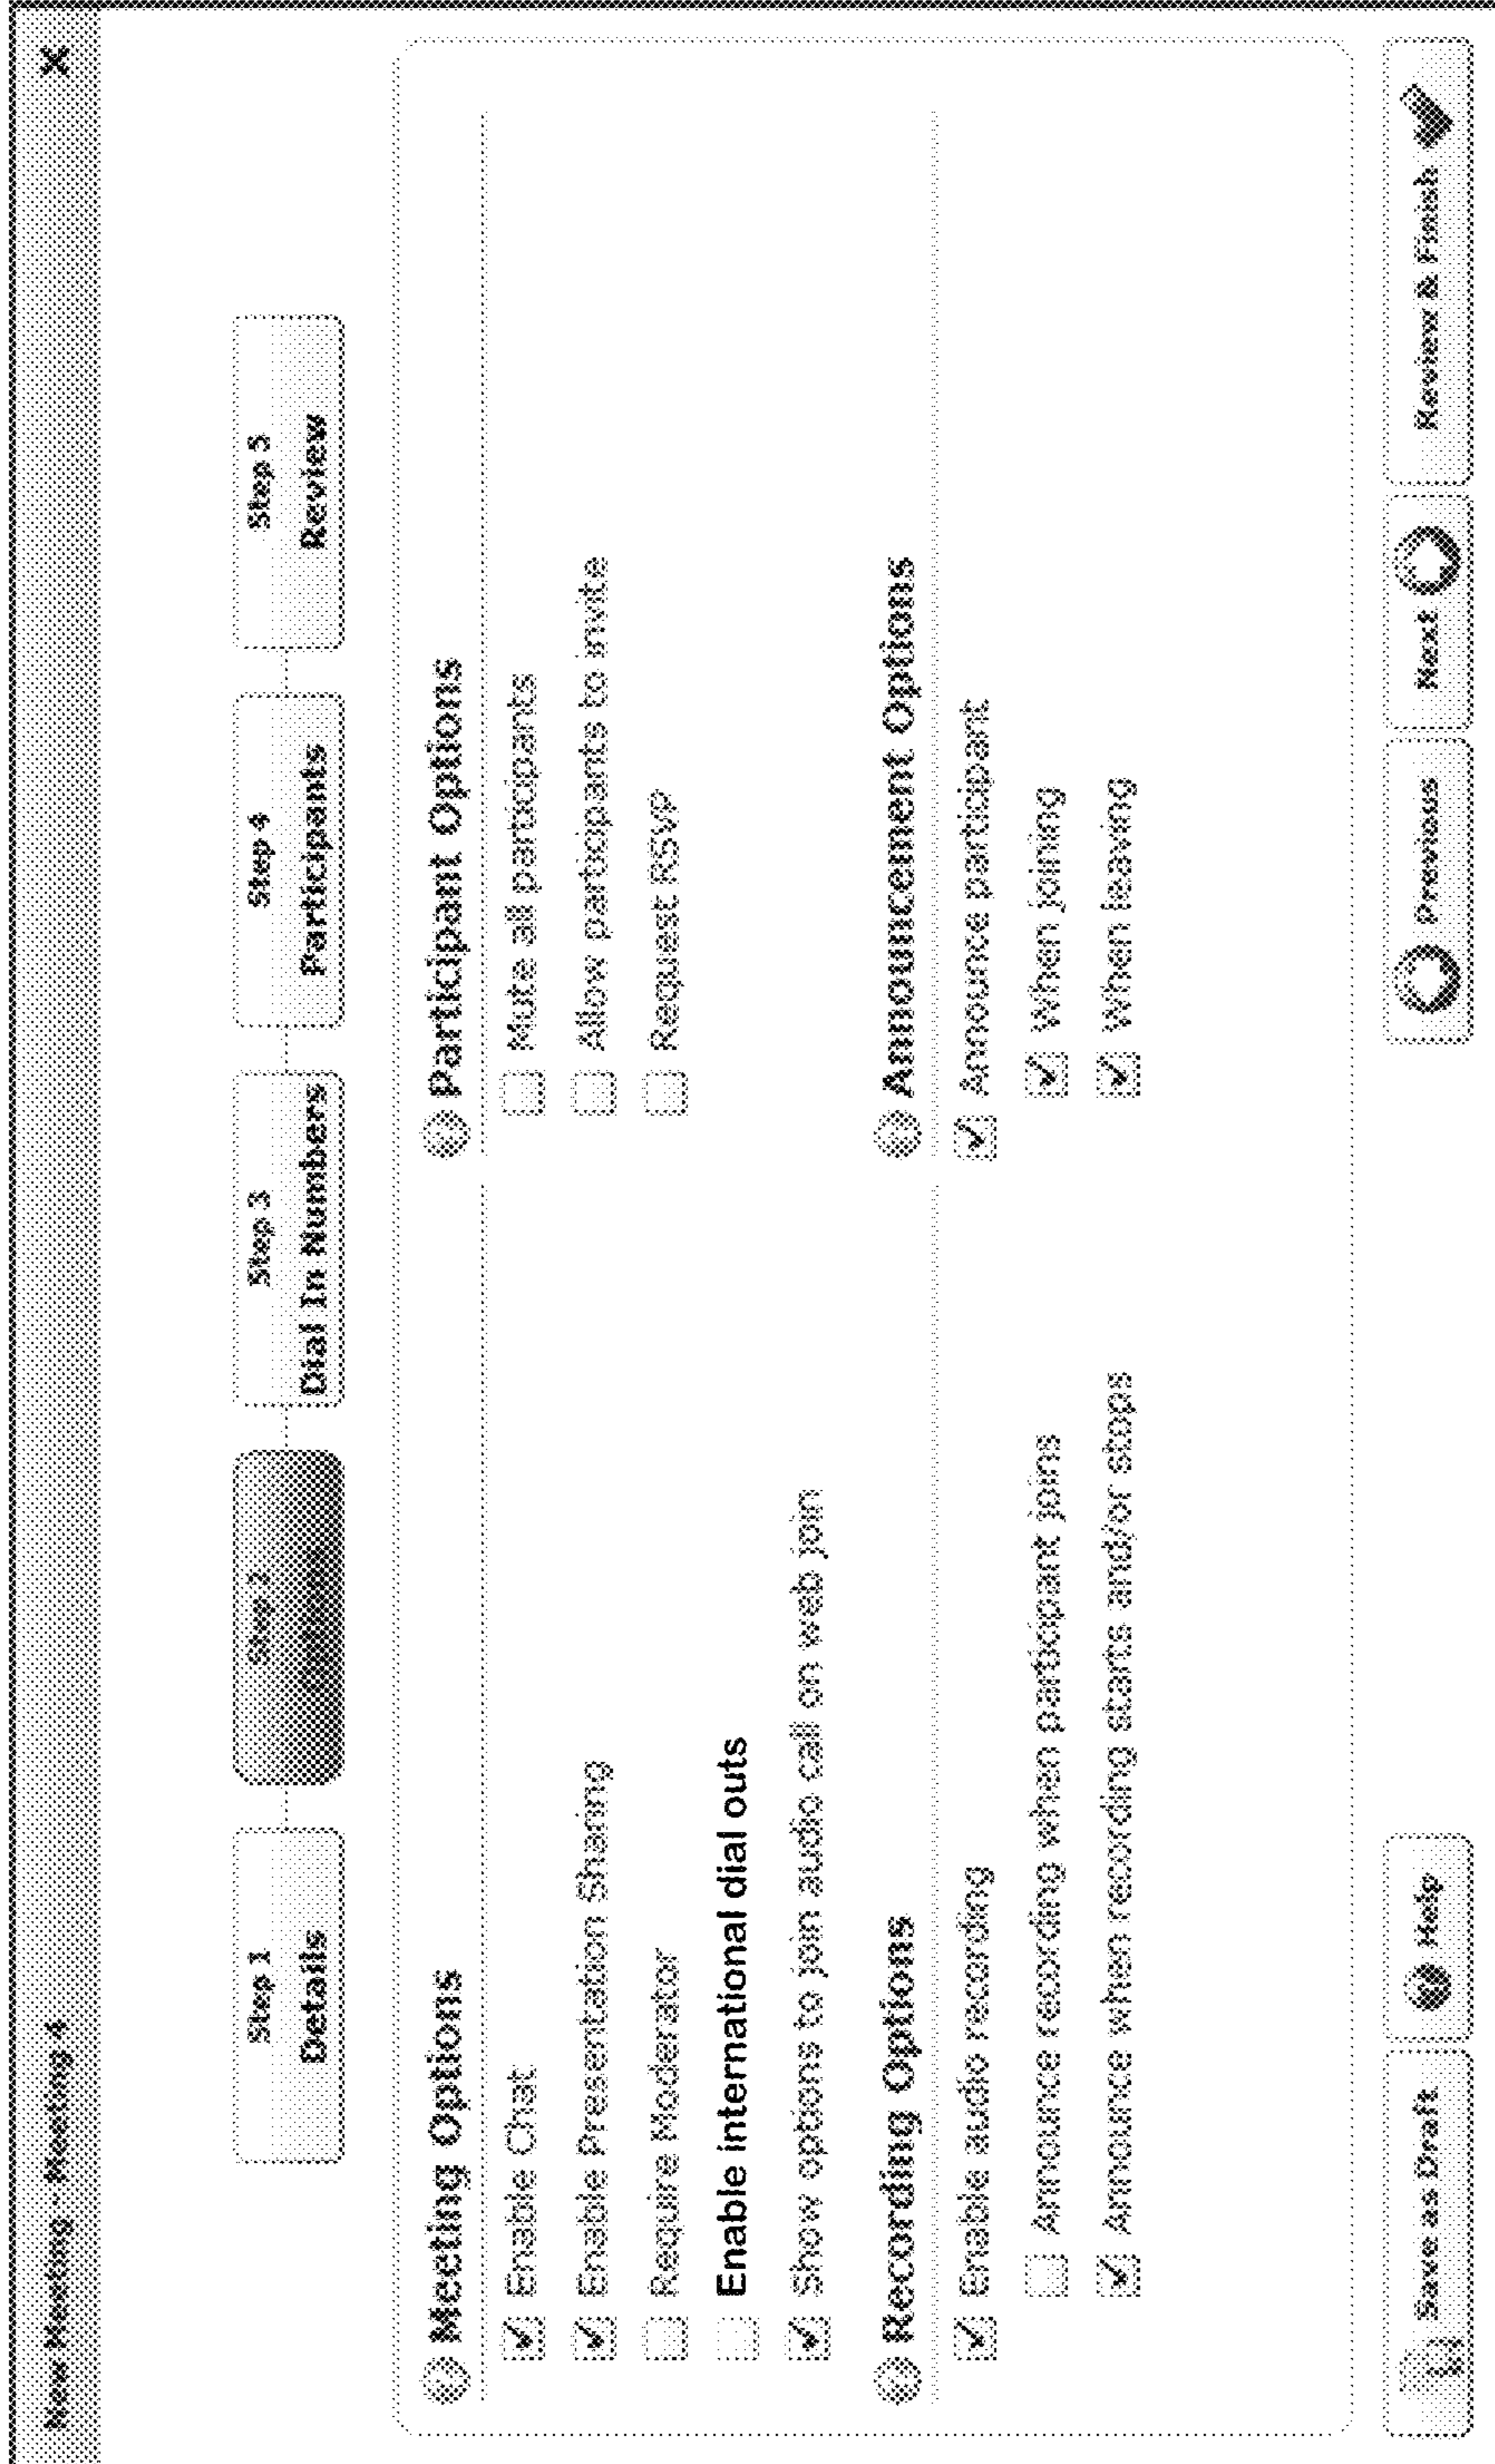 New Meeting - Meeting 4
X
Step 1
Details
Step 2
Step 3
Dial In Numbers
Step 4
Participants
Step 5
Review
Meeting Options
Enable Chat
Enable Presentation Sharing
Require Moderator
Enable international dial outs
Show options to join audio call on web join
Participant Options
Mute all participants
Allow participants to invite
Request RSVP
Recording Options
Enable audio recording
Announce recording when participant joins
Announce when recording starts and/or stops
Announcement Options
Announce participant
When joining
When leaving
Save as Draft
Help
Previous
Next
Review & Finish